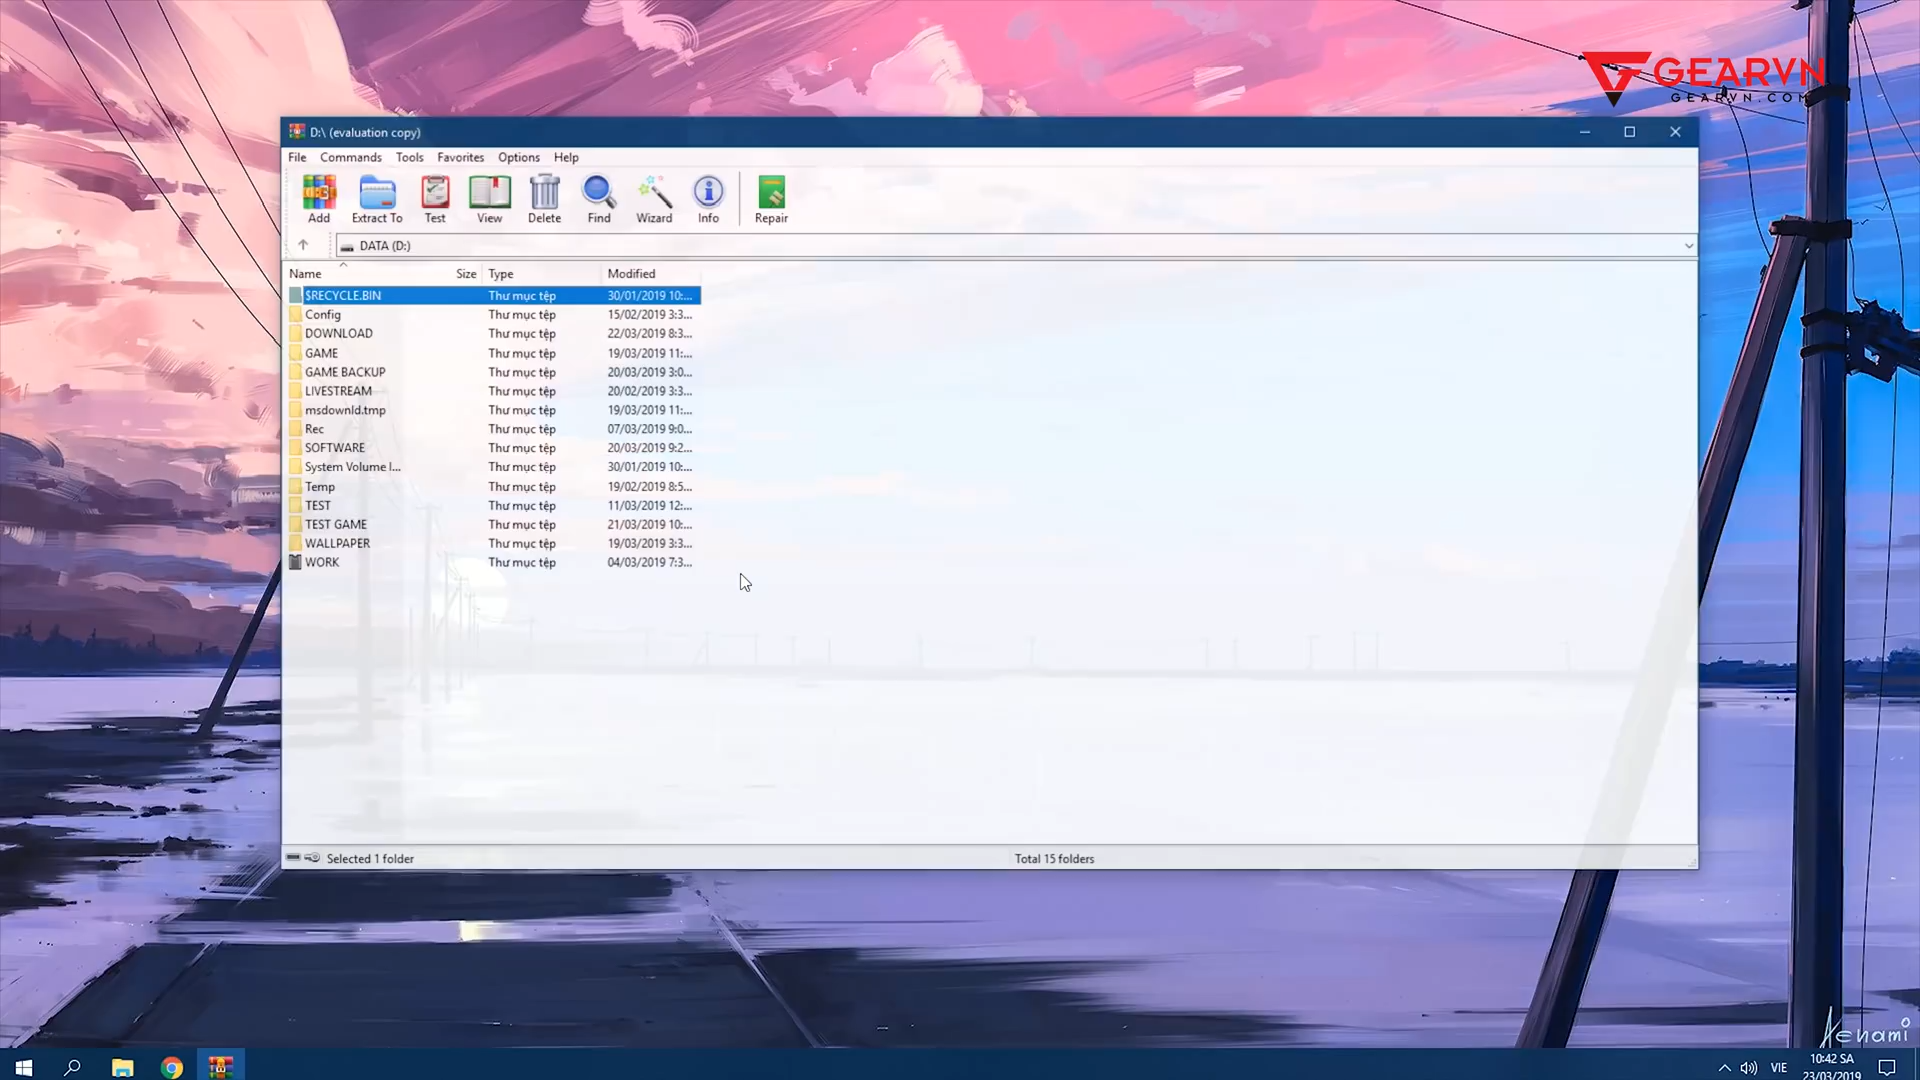 GEARVN
GEARVN.COM
D:\ (evaluation copy)
File Commands Tools Favorites Options Help
Add Extract To Test View Delete Find Wizard Info Repair
DATA (D:)
Name Size Type Modified
$RECYCLE.BIN Thư mục tệp 30/01/2019 10:...
Config Thư mục tệp 15/02/2019 3:3...
DOWNLOAD Thư mục tệp 22/03/2019 8:3...
GAME Thư mục tệp 19/03/2019 11:...
GAME BACKUP Thư mục tệp 20/03/2019 3:0...
LIVESTREAM Thư mục tệp 20/02/2019 3:3...
msdownld.tmp Thư mục tệp 19/03/2019 11:...
Rec Thư mục tệp 07/03/2019 9:0...
SOFTWARE Thư mục tệp 20/03/2019 9:2...
System Volume I... Thư mục tệp 30/01/2019 10:...
Temp Thư mục tệp 19/02/2019 8:5...
TEST Thư mục tệp 11/03/2019 12:...
TEST GAME Thư mục tệp 21/03/2019 10:...
WALLPAPER Thư mục tệp 19/03/2019 3:3...
WORK Thư mục tệp 04/03/2019 7:3...
Selected 1 folder Total 15 folders
Aenami
VIE 10:42 SA
23/03/2019